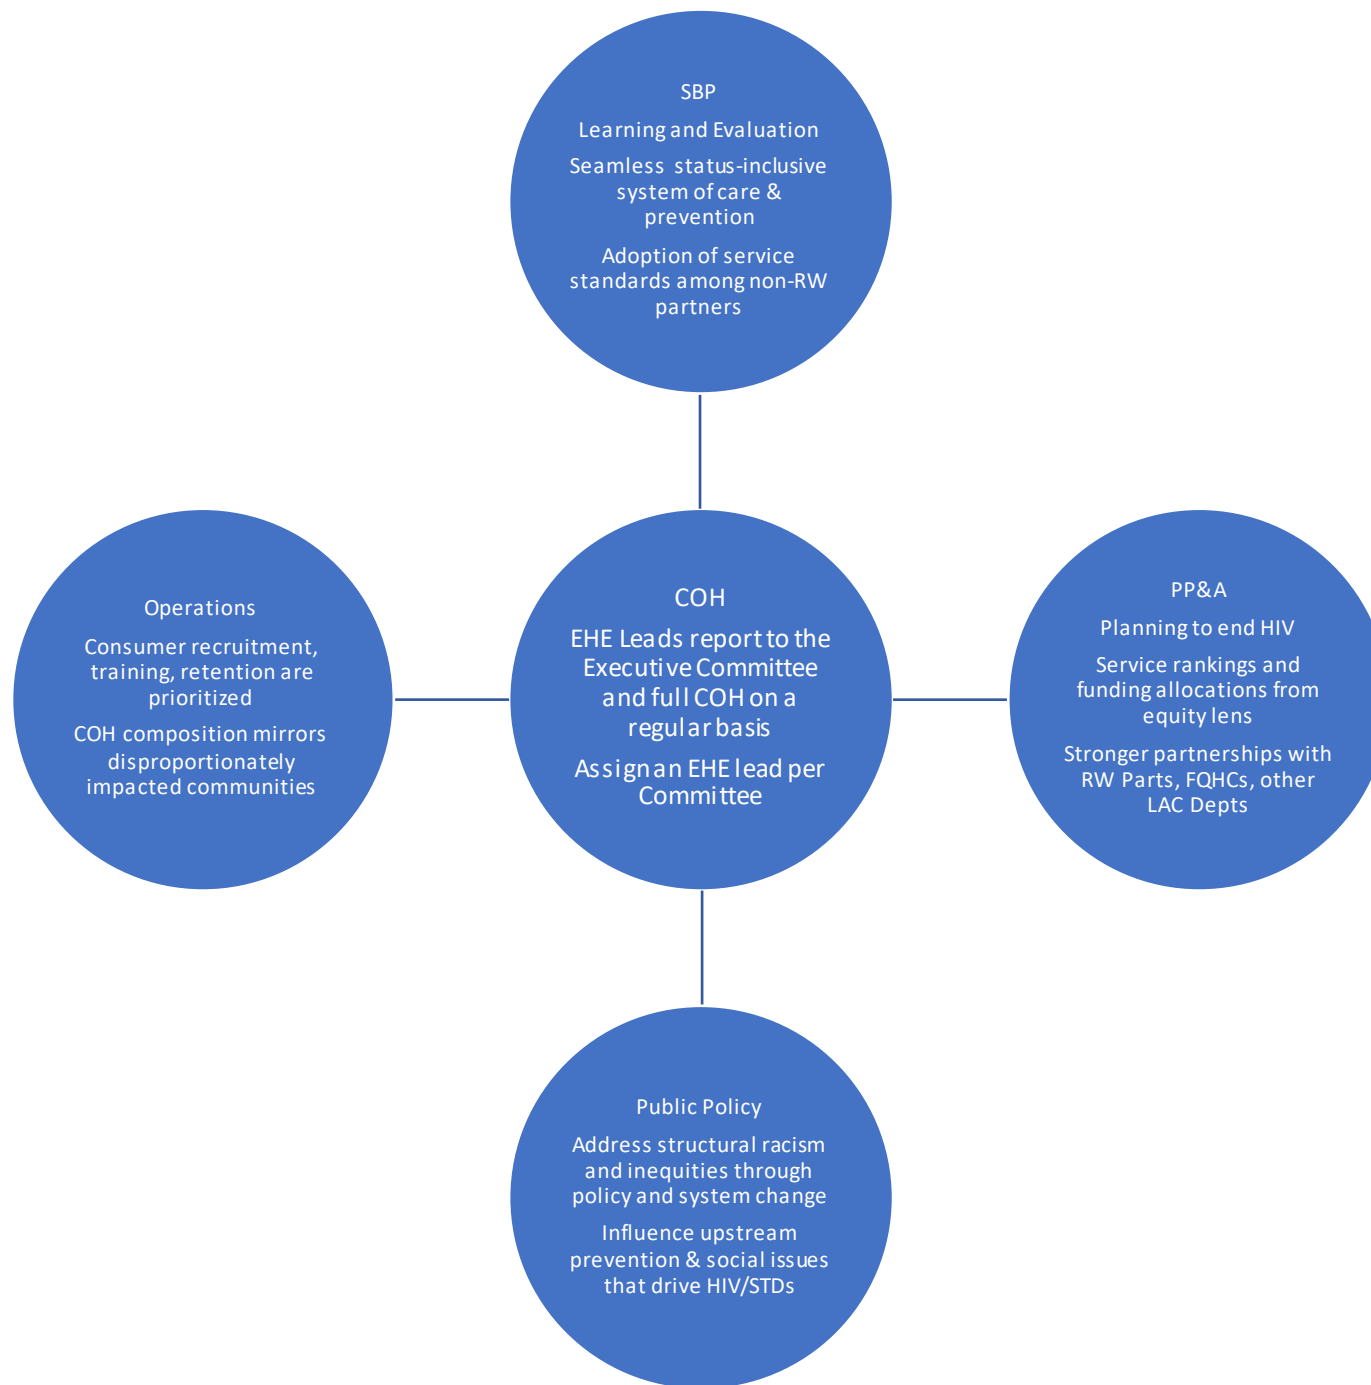 SBP
Learning and Evaluation
Seamless status-inclusive
system of care &
prevention
Adoption of service
standards among non-RW
partners
Operations
Consumer recruitment,
training, retention are
prioritized
COH composition mirrors
disproportionately
impacted communities
COH
EHE Leads report to the
Executive Committee
and full COH on a
regular basis
Assign an EHE lead per
Committee
PP&A
Planning to end HIV
Service rankings and
funding allocations from
equity lens
Stronger partnerships with
RW Parts, FQHCs, other
LAC Depts
Public Policy
Address structural racism
and inequities through
policy and system change
Influence upstream
prevention & social issues
that drive HIV/STDs